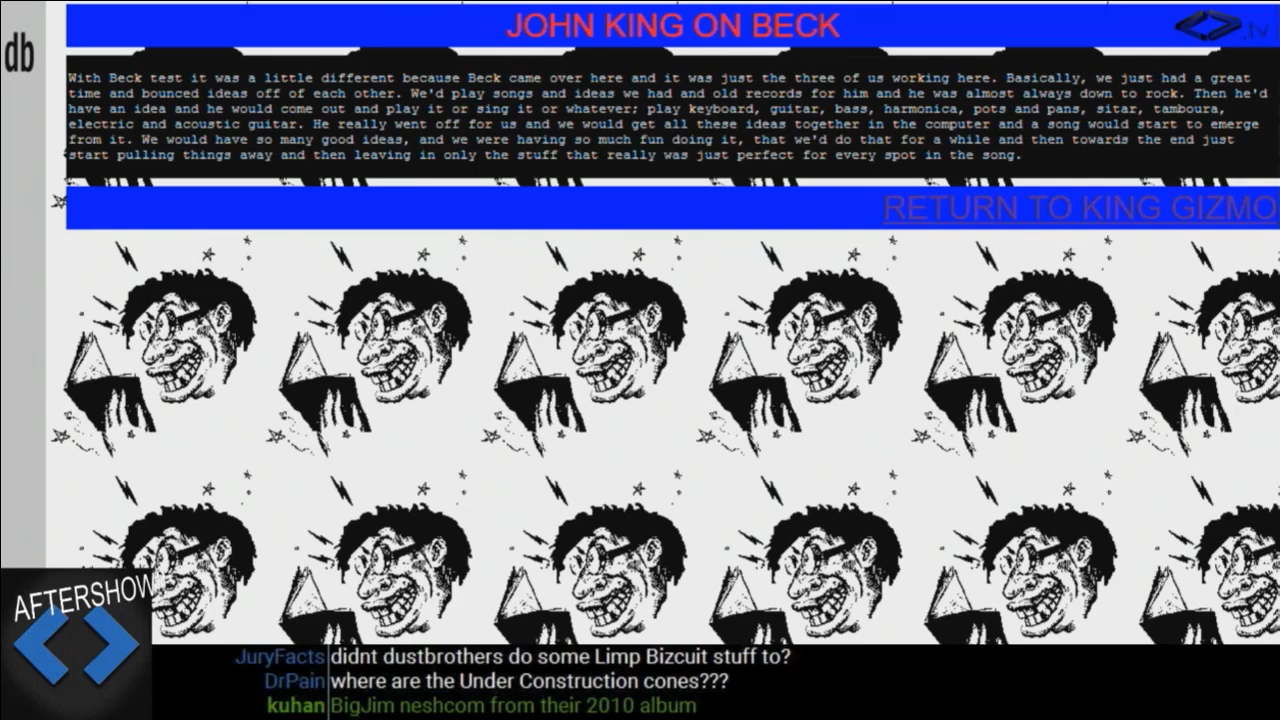 db
JOHN KING ON BECK
.tv
With Beck test it was a little different because Beck came over here and it was just the three of us working here. Basically, we just had a great
time and bounced ideas off of each other. We'd play songs and ideas we had and old records for him and he was almost always down to rock. Then he'd
have an idea and he would come out and play it or sing it or whatever; play keyboard, guitar, bass, harmonica, pots and pans, sitar, tamboura,
electric and acoustic guitar. He really went off for us and we would get all these ideas together in the computer and a song would start to emerge
from it. We would have so many good ideas, and we were having so much fun doing it, that we'd do that for a while and then towards the end just
start pulling things away and then leaving in only the stuff that really was just perfect for every spot in the song.
RETURN TO KING GIZMO
AFTERSHOW
JuryFacts didnt dustbrothers do some Limp Bizcuit stuff to?
DrPain where are the Under Construction cones???
kuhan BigJim neshcom from their 2010 album